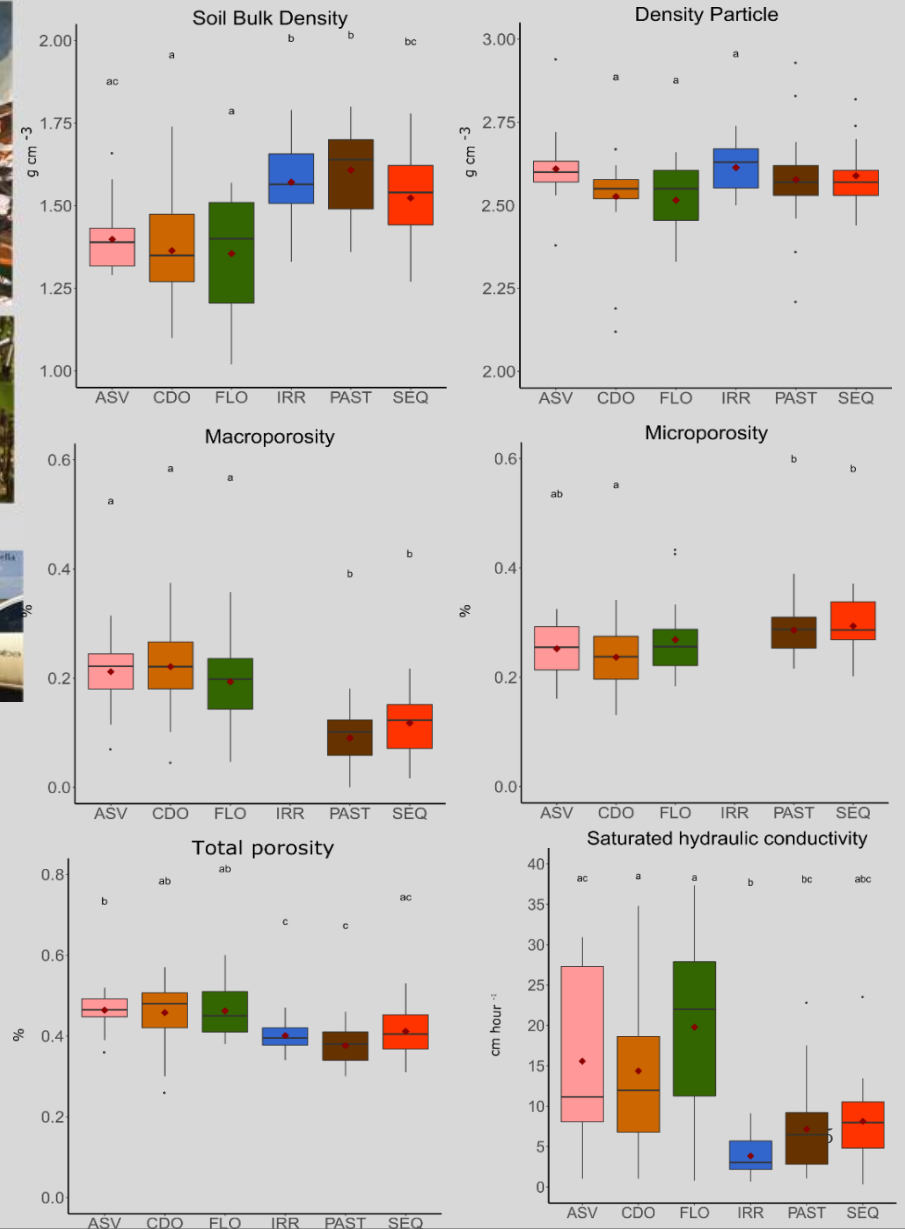 Soil Bulk Density
g cm -3
2.00
1.75
1.50
1.25
1.00
ac
a
a
b
b
bc
ASV CDO FLO IRR PAST SEQ
Density Particle
g cm -3
3.00
2.75
2.50
2.25
2.00
a
a
a
ASV CDO FLO IRR PAST SEQ
Macroporosity
%
0.6
0.4
0.2
0.0
a
a
a
b
b
ASV CDO FLO IRR PAST SEQ
Microporosity
%
0.6
0.4
0.2
0.0
ab
a
b
b
ASV CDO FLO IRR PAST SEQ
Total porosity
%
0.8
0.6
0.4
0.2
0.0
b
ab
ab
c
c
ac
ASV CDO FLO IRR PAST SEQ
Saturated hydraulic conductivity
cm hour -1
40
35
30
25
20
15
10
5
0
ac
a
a
b
bc
abc
ASV CDO FLO IRR PAST SEQ